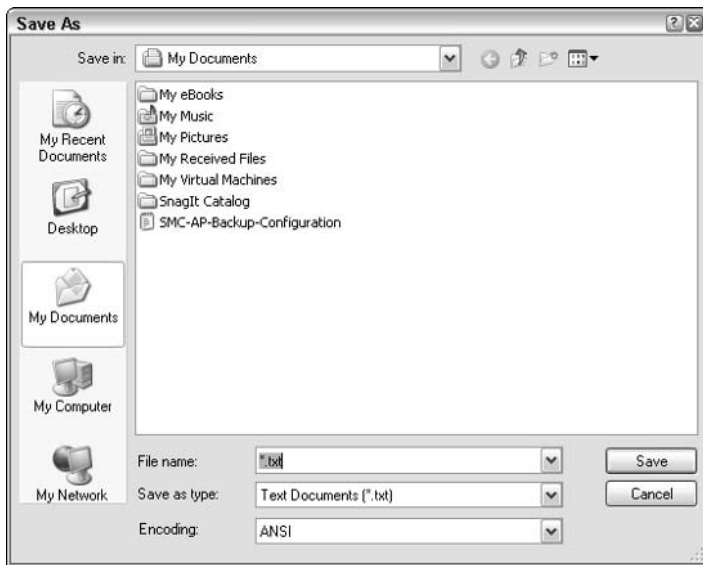 Save As
Save in:
My Documents
My Recent
Documents
Desktop
My Documents
My Computer
My Network
My eBooks
My Music
My Pictures
My Received Files
My Virtual Machines
SnagIt Catalog
SMC-AP-Backup-Configuration
File name:
*.txt
Save
Save as type:
Text Documents (*.txt)
Cancel
Encoding:
ANSI